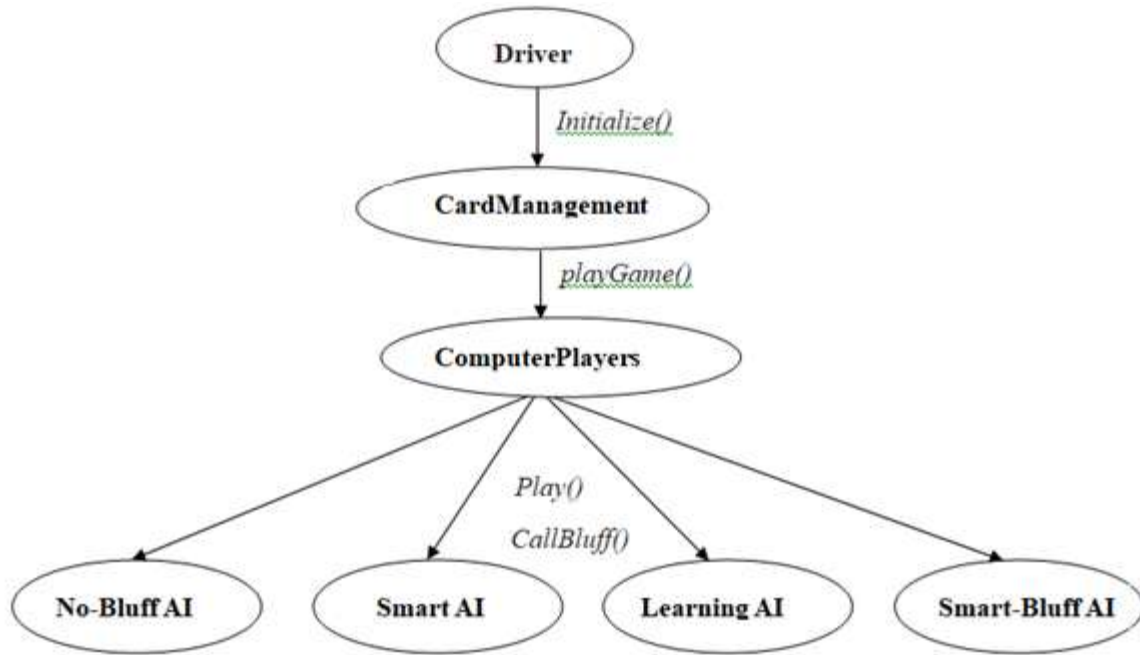 Driver
Initialize()
CardManagement
playGame()
ComputerPlayers
Play()
CallBluff()
No-Bluff AI
Smart AI
Learning AI
Smart-Bluff AI